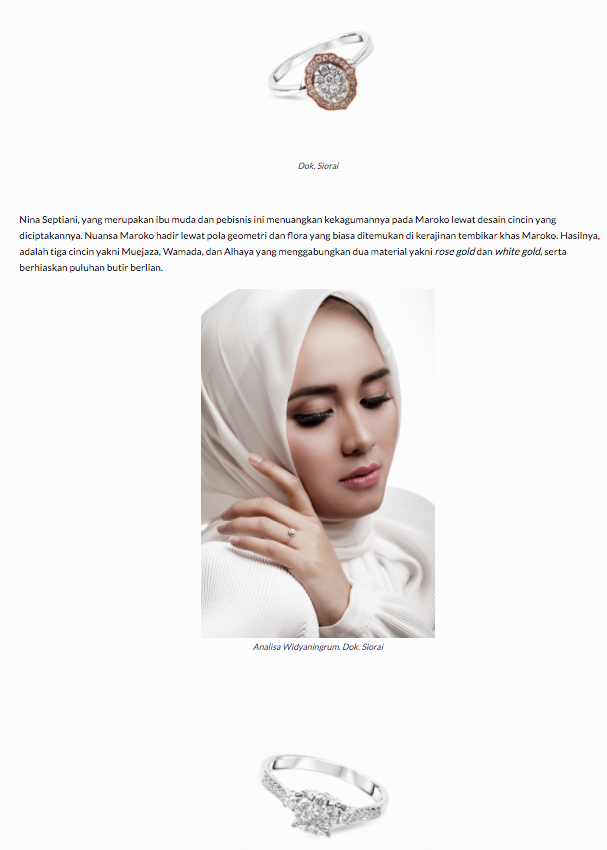 Dok. Siorai
Nina Septiani, yang merupakan ibu muda dan pebisnis ini menuangkan kekagumannya pada Maroko lewat desain cincin yang
diciptakannya. Nuansa Maroko hadir lewat pola geometri dan flora yang biasa ditemukan di kerajinan tembikar khas Maroko. Hasilnya,
adalah tiga cincin yakni Muejaza, Wamada, dan Alhaya yang menggabungkan dua material yakni rose gold dan white gold, serta
berhiaskan puluhan butir berlian.
Analisa Widyaningrum. Dok. Siorai